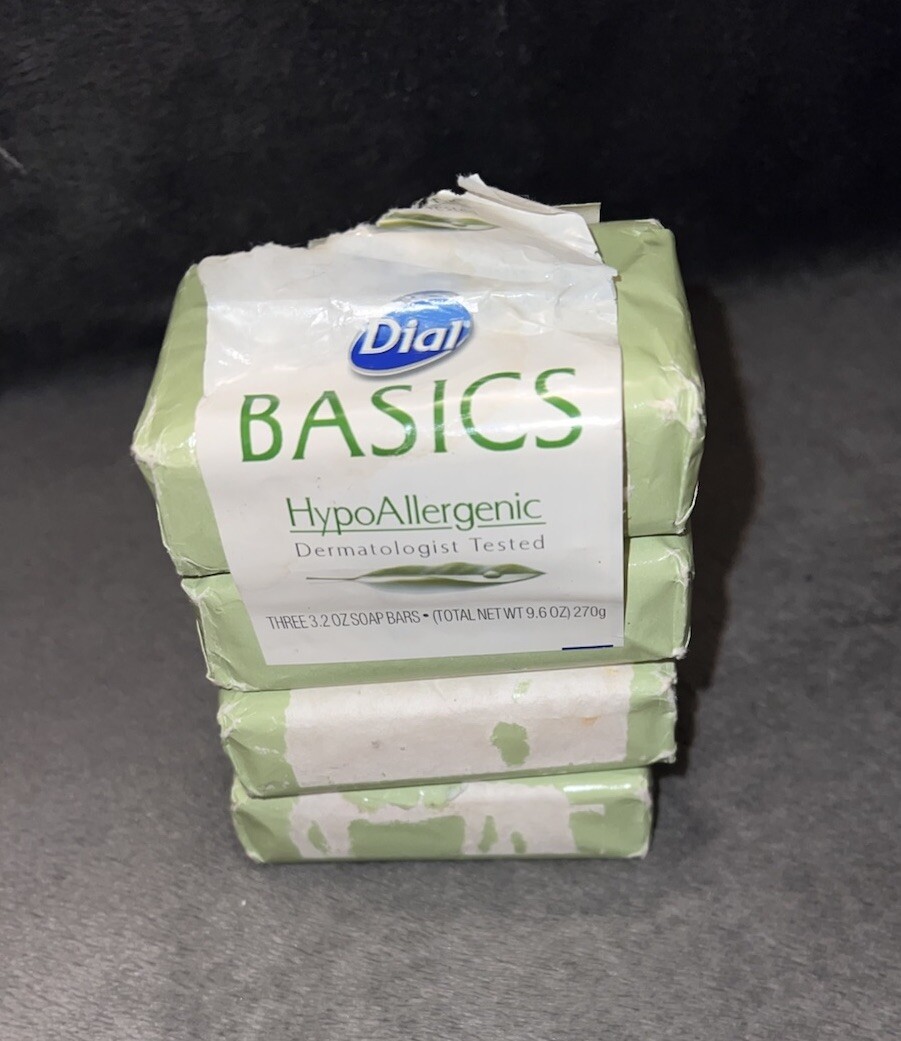 Dial
BASICS
HypoAllergenic
Dermatologist Tested
THREE 3.2 OZ SOAP BARS • (TOTAL NET WT 9.6 OZ) 270g